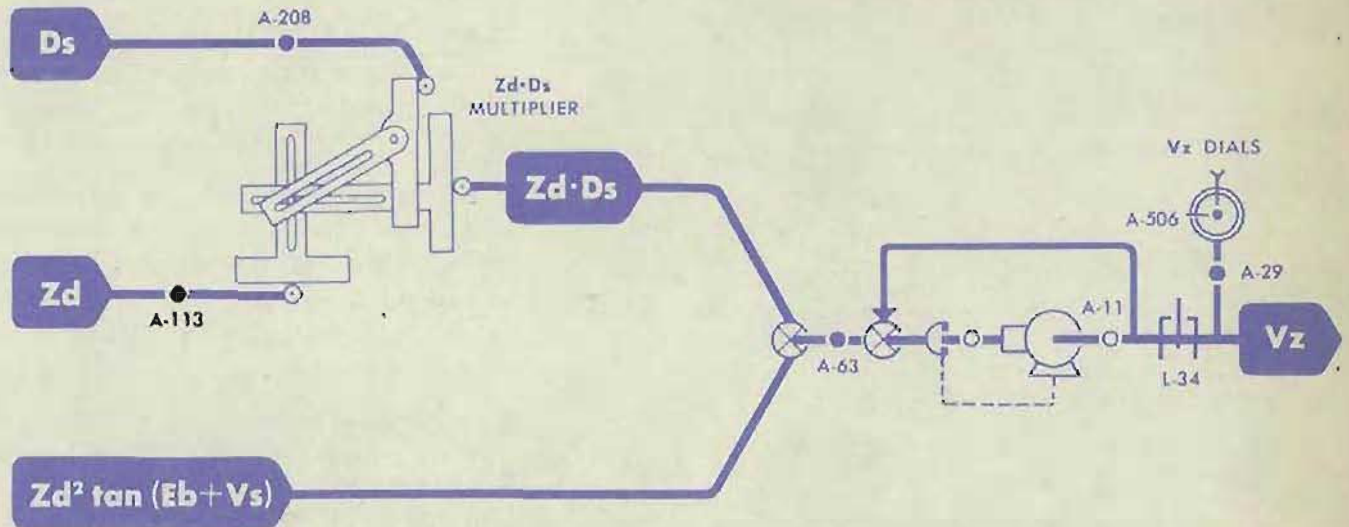 Ds
A-208
Zd·Ds
MULTIPLIER
Zd·Ds
Vz DIALS
A-506
A-29
Zd
A-113
A-63
A-11
L-34
Vz
Zd² tan (Eb+Vs)